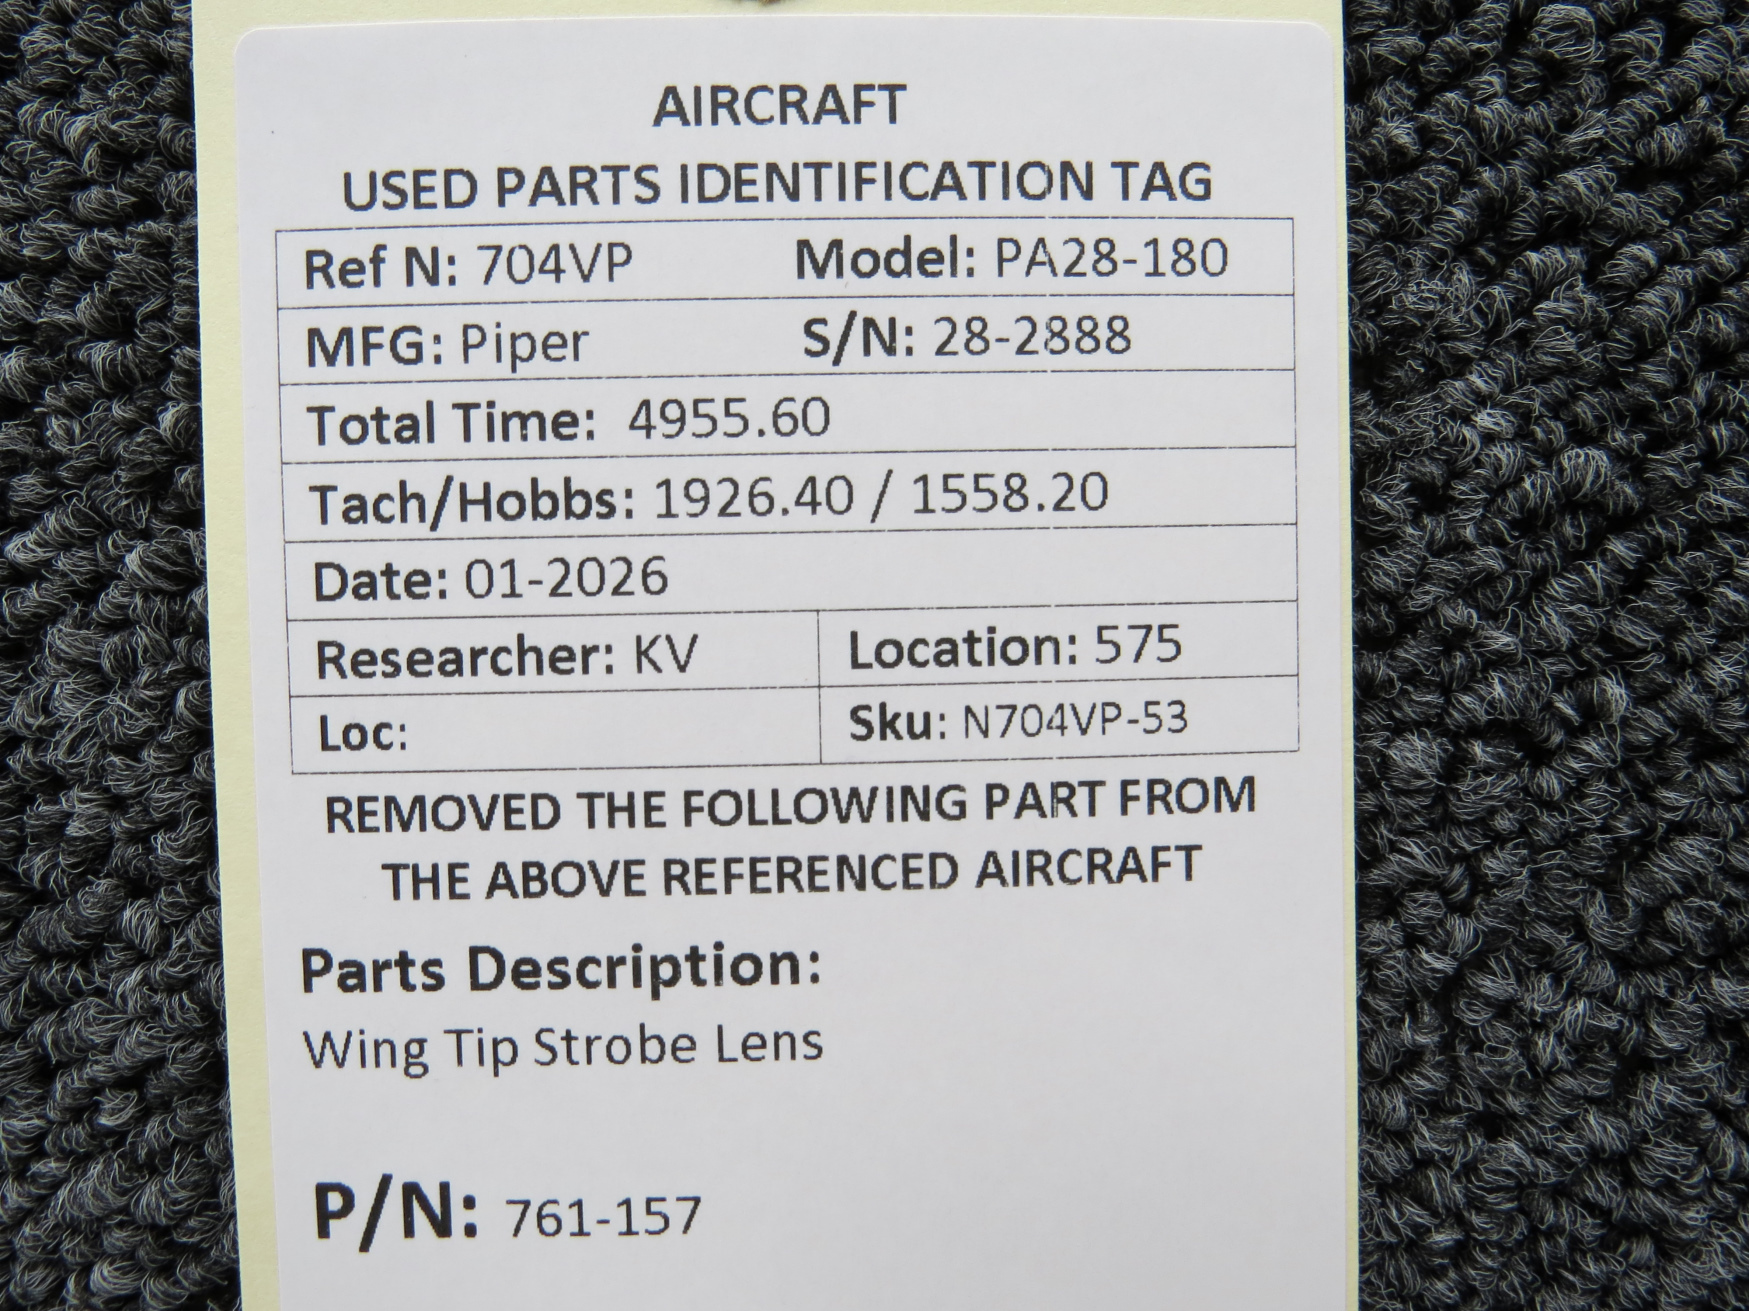 AIRCRAFT
USED PARTS IDENTIFICATION TAG
Ref N: 704VP Model: PA28-180
MFG: Piper S/N: 28-2888
Total Time: 4955.60
Tach/Hobbs: 1926.40 / 1558.20
Date: 01-2026
Researcher: KV Location: 575
Loc: Sku: N704VP-53
REMOVED THE FOLLOWING PART FROM
THE ABOVE REFERENCED AIRCRAFT
Parts Description:
Wing Tip Strobe Lens
P/N: 761-157